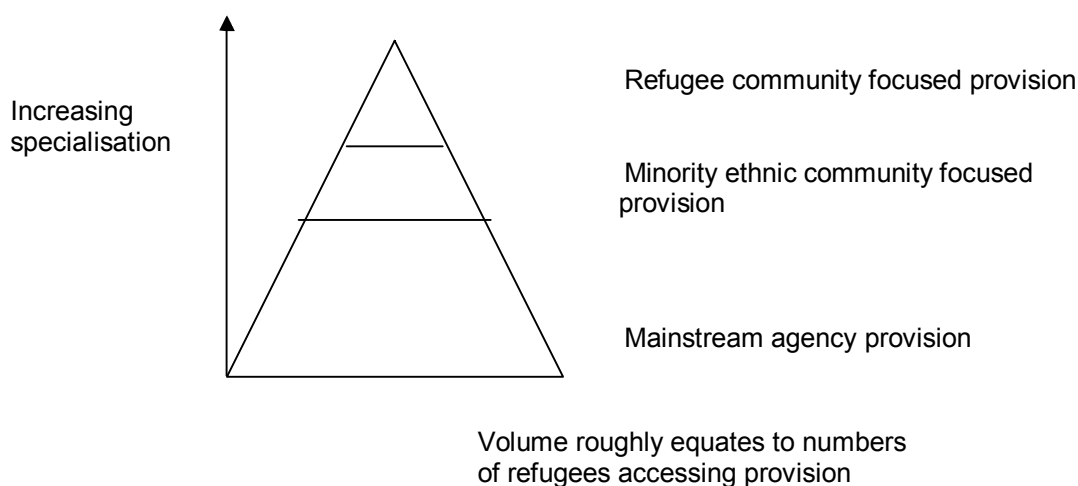 Increasing
specialisation
Refugee community focused provision
Minority ethnic community focused
provision
Mainstream agency provision
Volume roughly equates to numbers
of refugees accessing provision